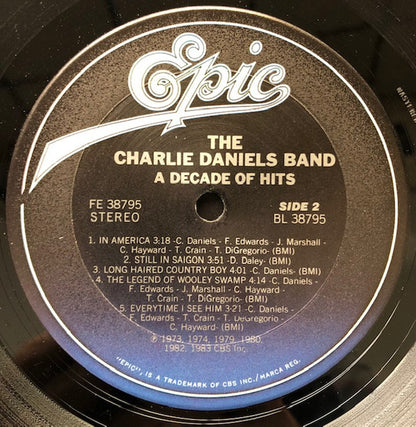 Epic
THE
CHARLIE DANIELS BAND
A DECADE OF HITS
FE 38795
STEREO
SIDE 2
BL 38795
1. IN AMERICA 3:18 -C. Daniels - F. Edwards - J. Marshall -
C. Hayward - T. Crain - T. DiGregorio- (BMI)
2. STILL IN SAIGON 3:51 -D. Daley- (BMI)
3. LONG HAIRED COUNTRY BOY 4:01 -C. Daniels- (BMI)
4. THE LEGEND OF WOOLEY SWAMP 4:14 -C. Daniels-
F. Edwards - J. Marshall - C. Hayward -
T. Crain - T. DiGregorio- (BMI)
5. EVERYTIME I SEE HIM 3:21 -C. Daniels -
F. Edwards - T. Crain - T. DiGregorio -
C. Hayward- (BMI)
℗ 1973, 1974, 1979, 1980,
1982, 1983 CBS Inc.
"EPIC", IS A TRADEMARK OF CBS INC./MARCA REG.